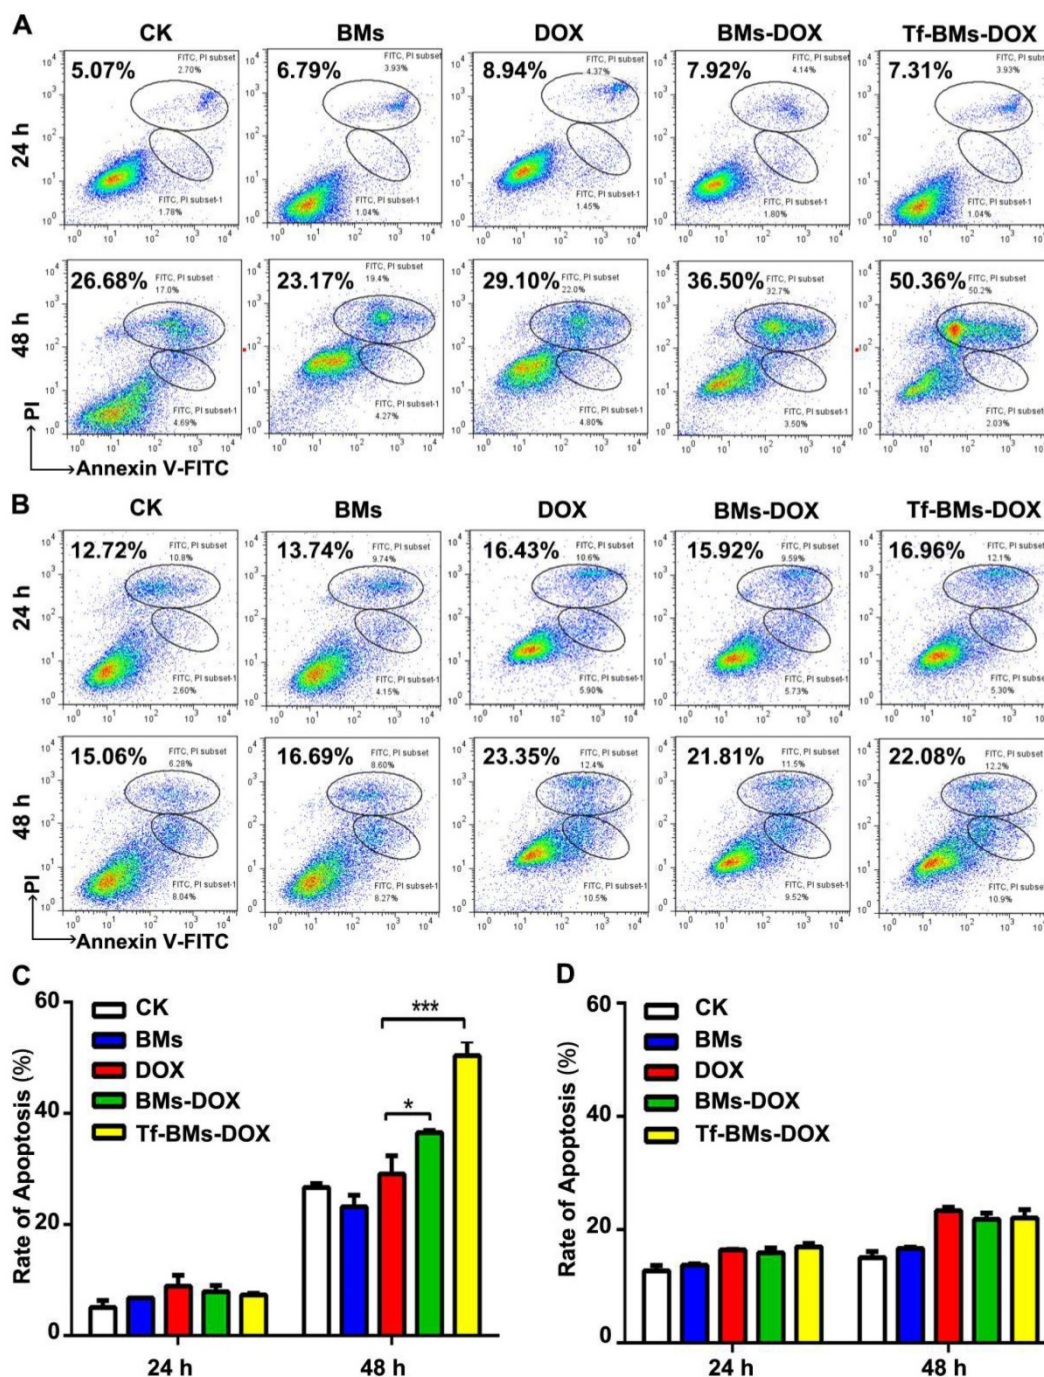 A
CK BMs DOX BMs-DOX Tf-BMs-DOX
24 h
5.07% FITC, PI subset 2.70%
6.79% FITC, PI subset 3.93%
8.94% FITC, PI subset 4.37%
7.92% FITC, PI subset 4.14%
7.31% FITC, PI subset 3.93%
FITC, PI subset-1 1.78%
FITC, PI subset-1 1.04%
FITC, PI subset-1 1.45%
FITC, PI subset-1 1.80%
FITC, PI subset-1 1.04%
48 h
26.68% FITC, PI subset 17.0%
23.17% FITC, PI subset 19.4%
29.10% FITC, PI subset 22.0%
36.50% FITC, PI subset 32.7%
50.36% FITC, PI subset 50.2%
FITC, PI subset-1 4.69%
FITC, PI subset-1 4.27%
FITC, PI subset-1 4.80%
FITC, PI subset-1 3.50%
FITC, PI subset-1 2.03%
PI
Annexin V-FITC
B
CK BMs DOX BMs-DOX Tf-BMs-DOX
24 h
12.72% FITC, PI subset 10.8%
13.74% FITC, PI subset 9.74%
16.43% FITC, PI subset 10.6%
15.92% FITC, PI subset 9.59%
16.96% FITC, PI subset 12.1%
FITC, PI subset-1 2.60%
FITC, PI subset-1 4.15%
FITC, PI subset-1 5.90%
FITC, PI subset-1 5.73%
FITC, PI subset-1 5.30%
48 h
15.06% FITC, PI subset 6.28%
16.69% FITC, PI subset 8.60%
23.35% FITC, PI subset 12.4%
21.81% FITC, PI subset 11.5%
22.08% FITC, PI subset 12.2%
FITC, PI subset-1 8.04%
FITC, PI subset-1 8.27%
FITC, PI subset-1 10.5%
FITC, PI subset-1 9.52%
FITC, PI subset-1 10.9%
PI
Annexin V-FITC
C
Rate of Apoptosis (%)
60
40
20
0
CK
BMs
DOX
BMs-DOX
Tf-BMs-DOX
***
*
24 h 48 h
D
Rate of Apoptosis (%)
60
40
20
0
CK
BMs
DOX
BMs-DOX
Tf-BMs-DOX
24 h 48 h